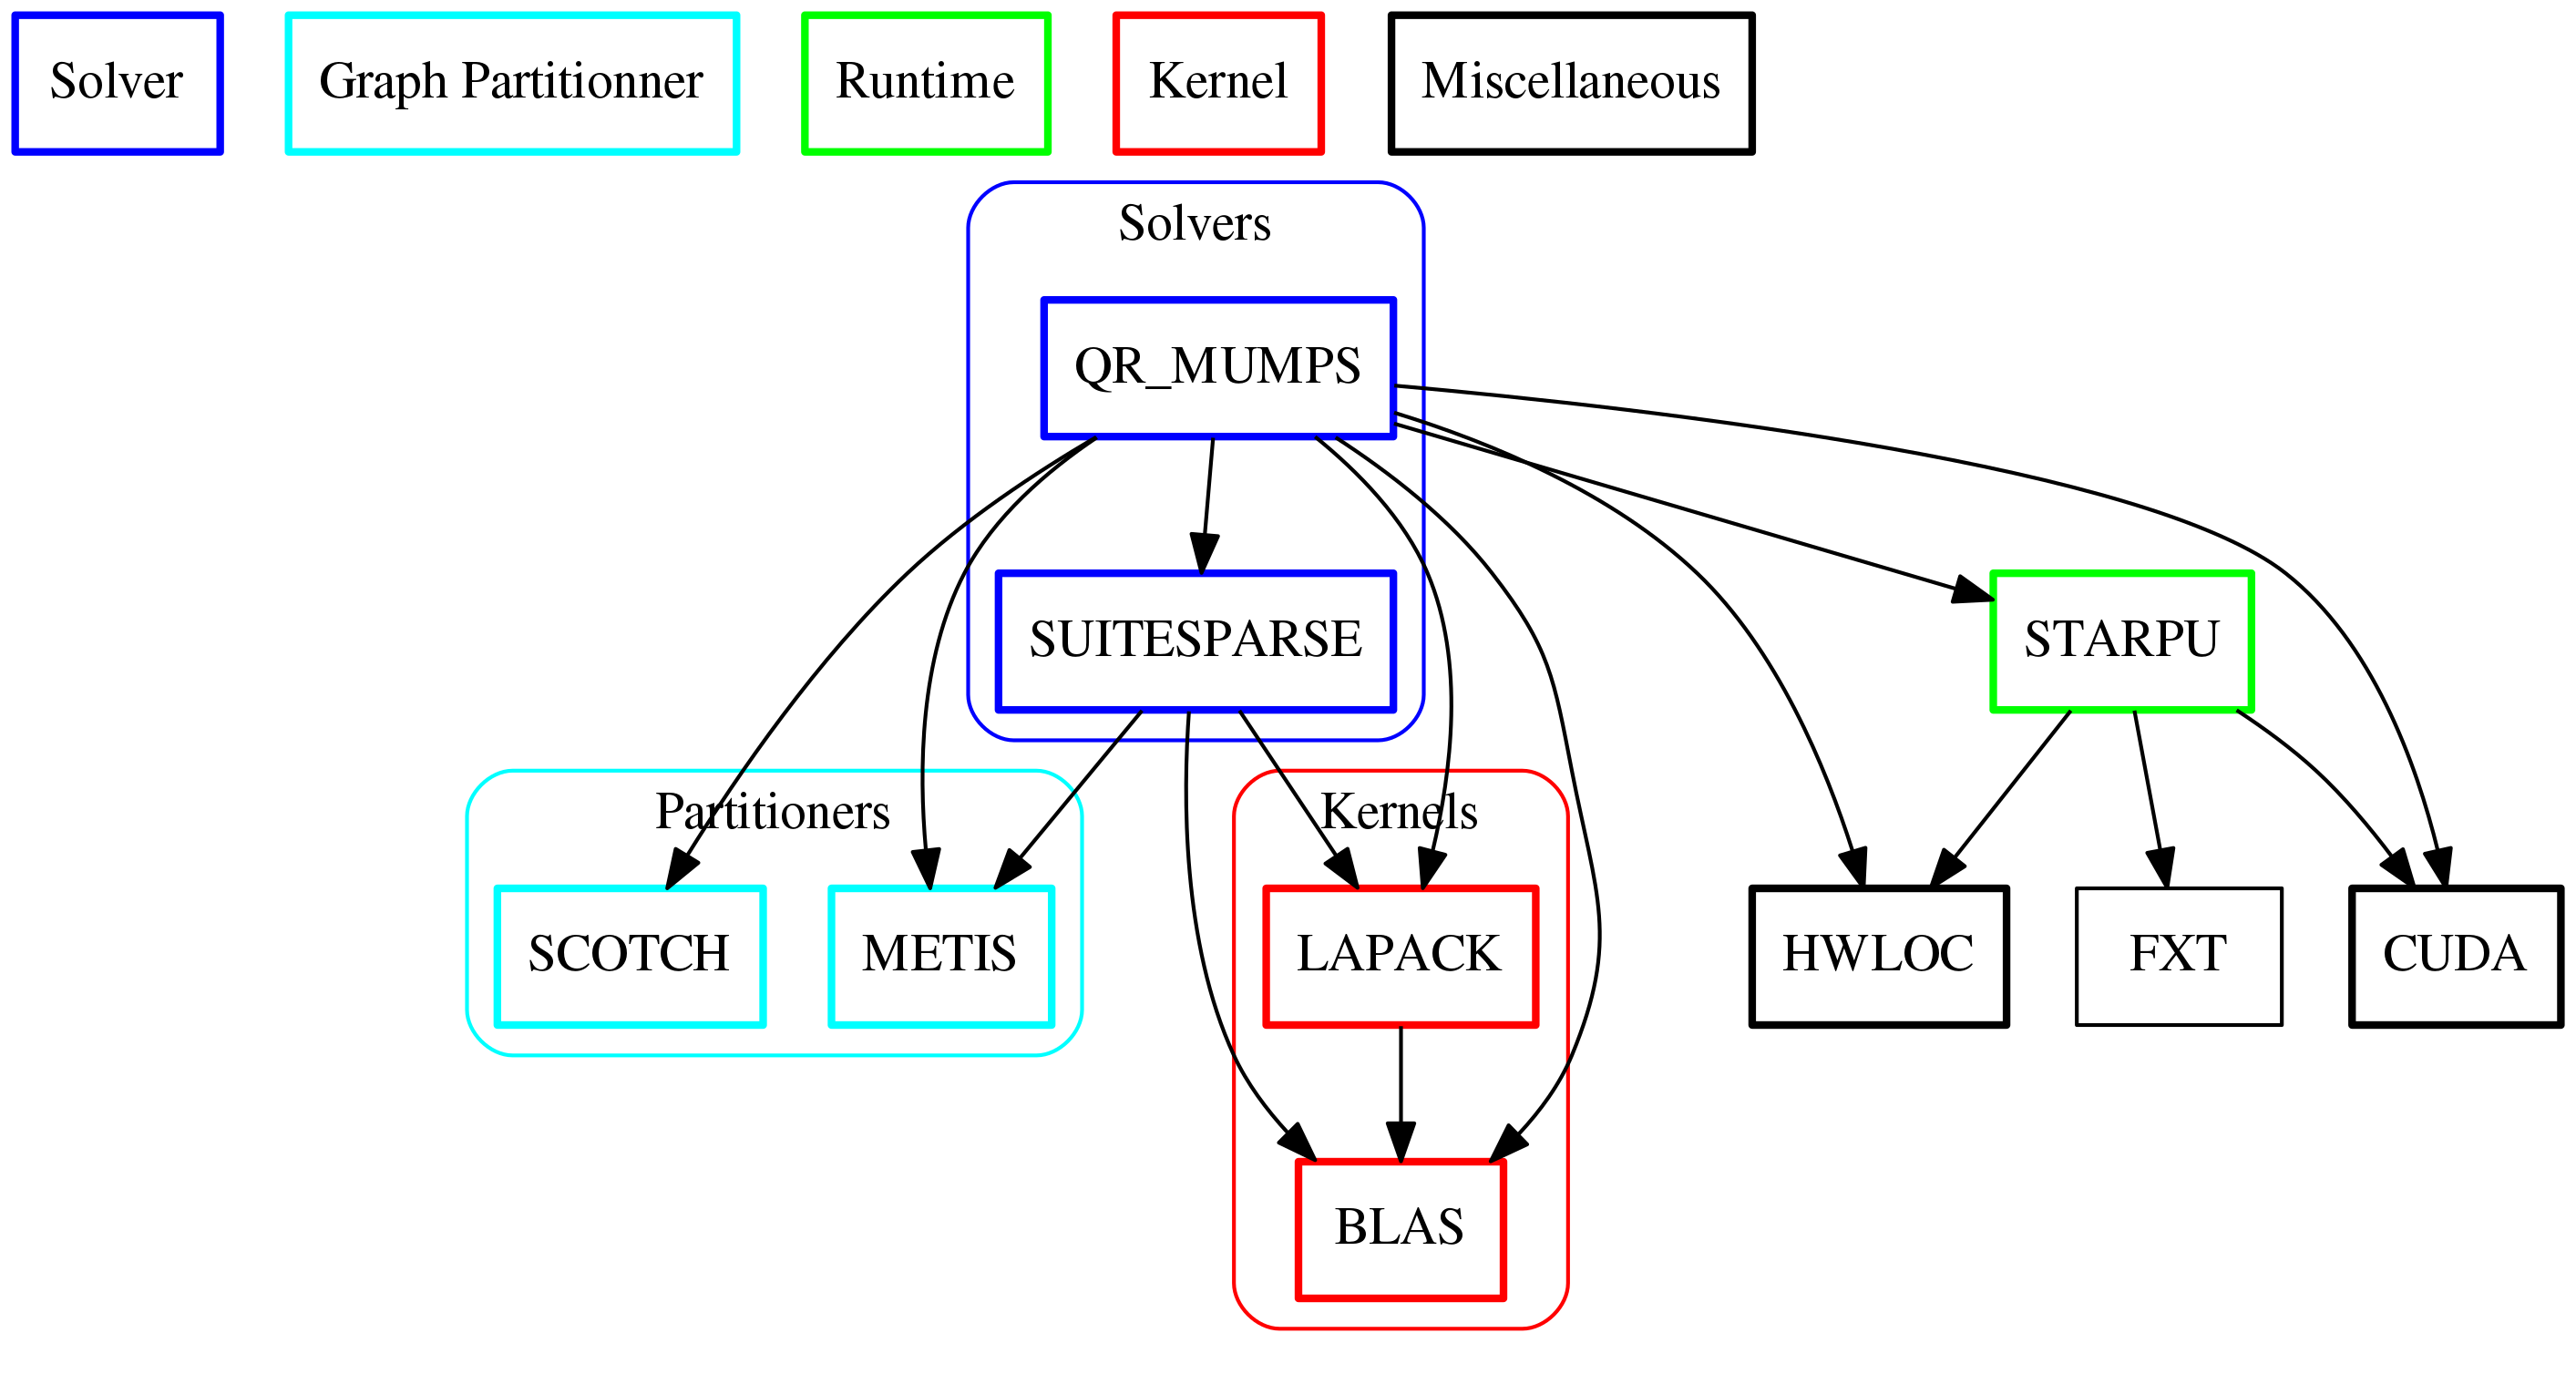 Solver
Graph Partitionner
Runtime
Kernel
Miscellaneous
Solvers
QR_MUMPS
SUITESPARSE
STARPU
Partitioners
Kernels
SCOTCH
METIS
LAPACK
HWLOC
FXT
CUDA
BLAS